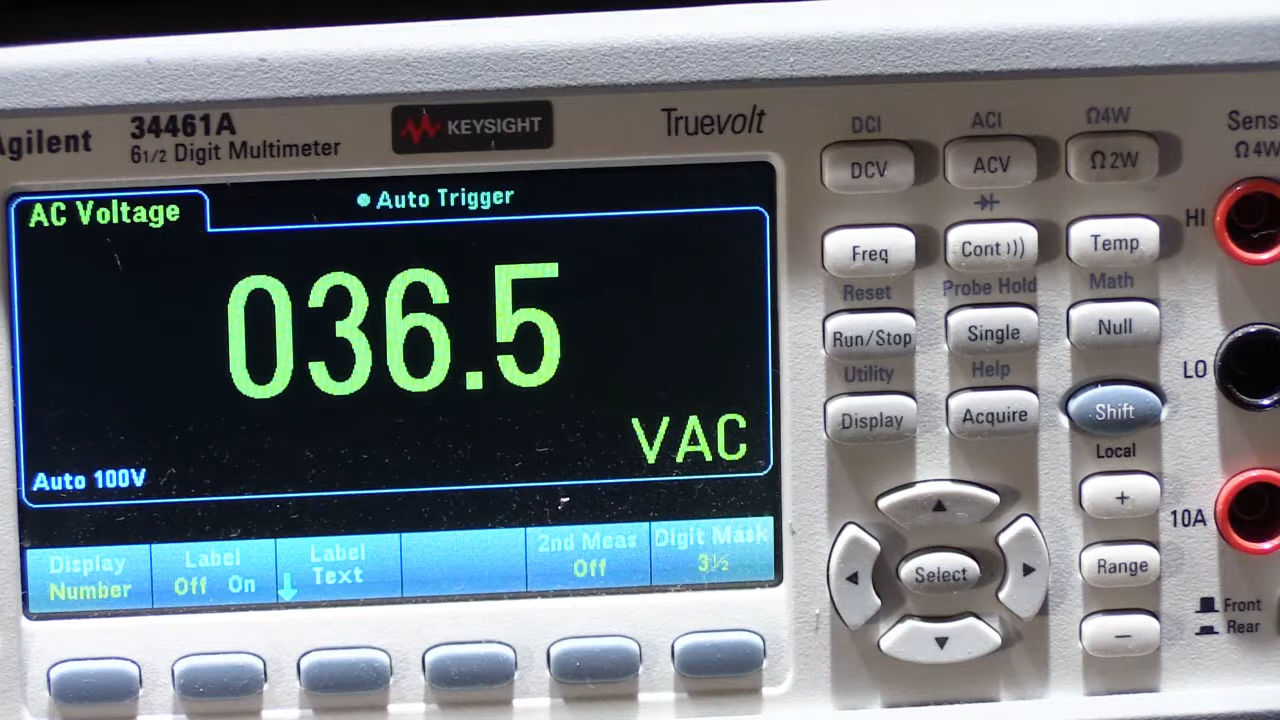 Agilent
34461A
6 1/2 Digit Multimeter
KEYSIGHT
Truevolt
AC Voltage
Auto Trigger
036.5
VAC
Auto 100V
Display
Number
Label
Off On
Label
Text
2nd Meas
Off
Digit Mask
3½
DCI
ACI
Ω4W
DCV
ACV
Ω2W
Freq
Cont
Temp
Reset
Probe Hold
Math
Run/Stop
Single
Null
Utility
Help
Display
Acquire
Shift
Local
+
Select
Range
−
Sens
Ω4W
HI
LO
10A
Front
Rear